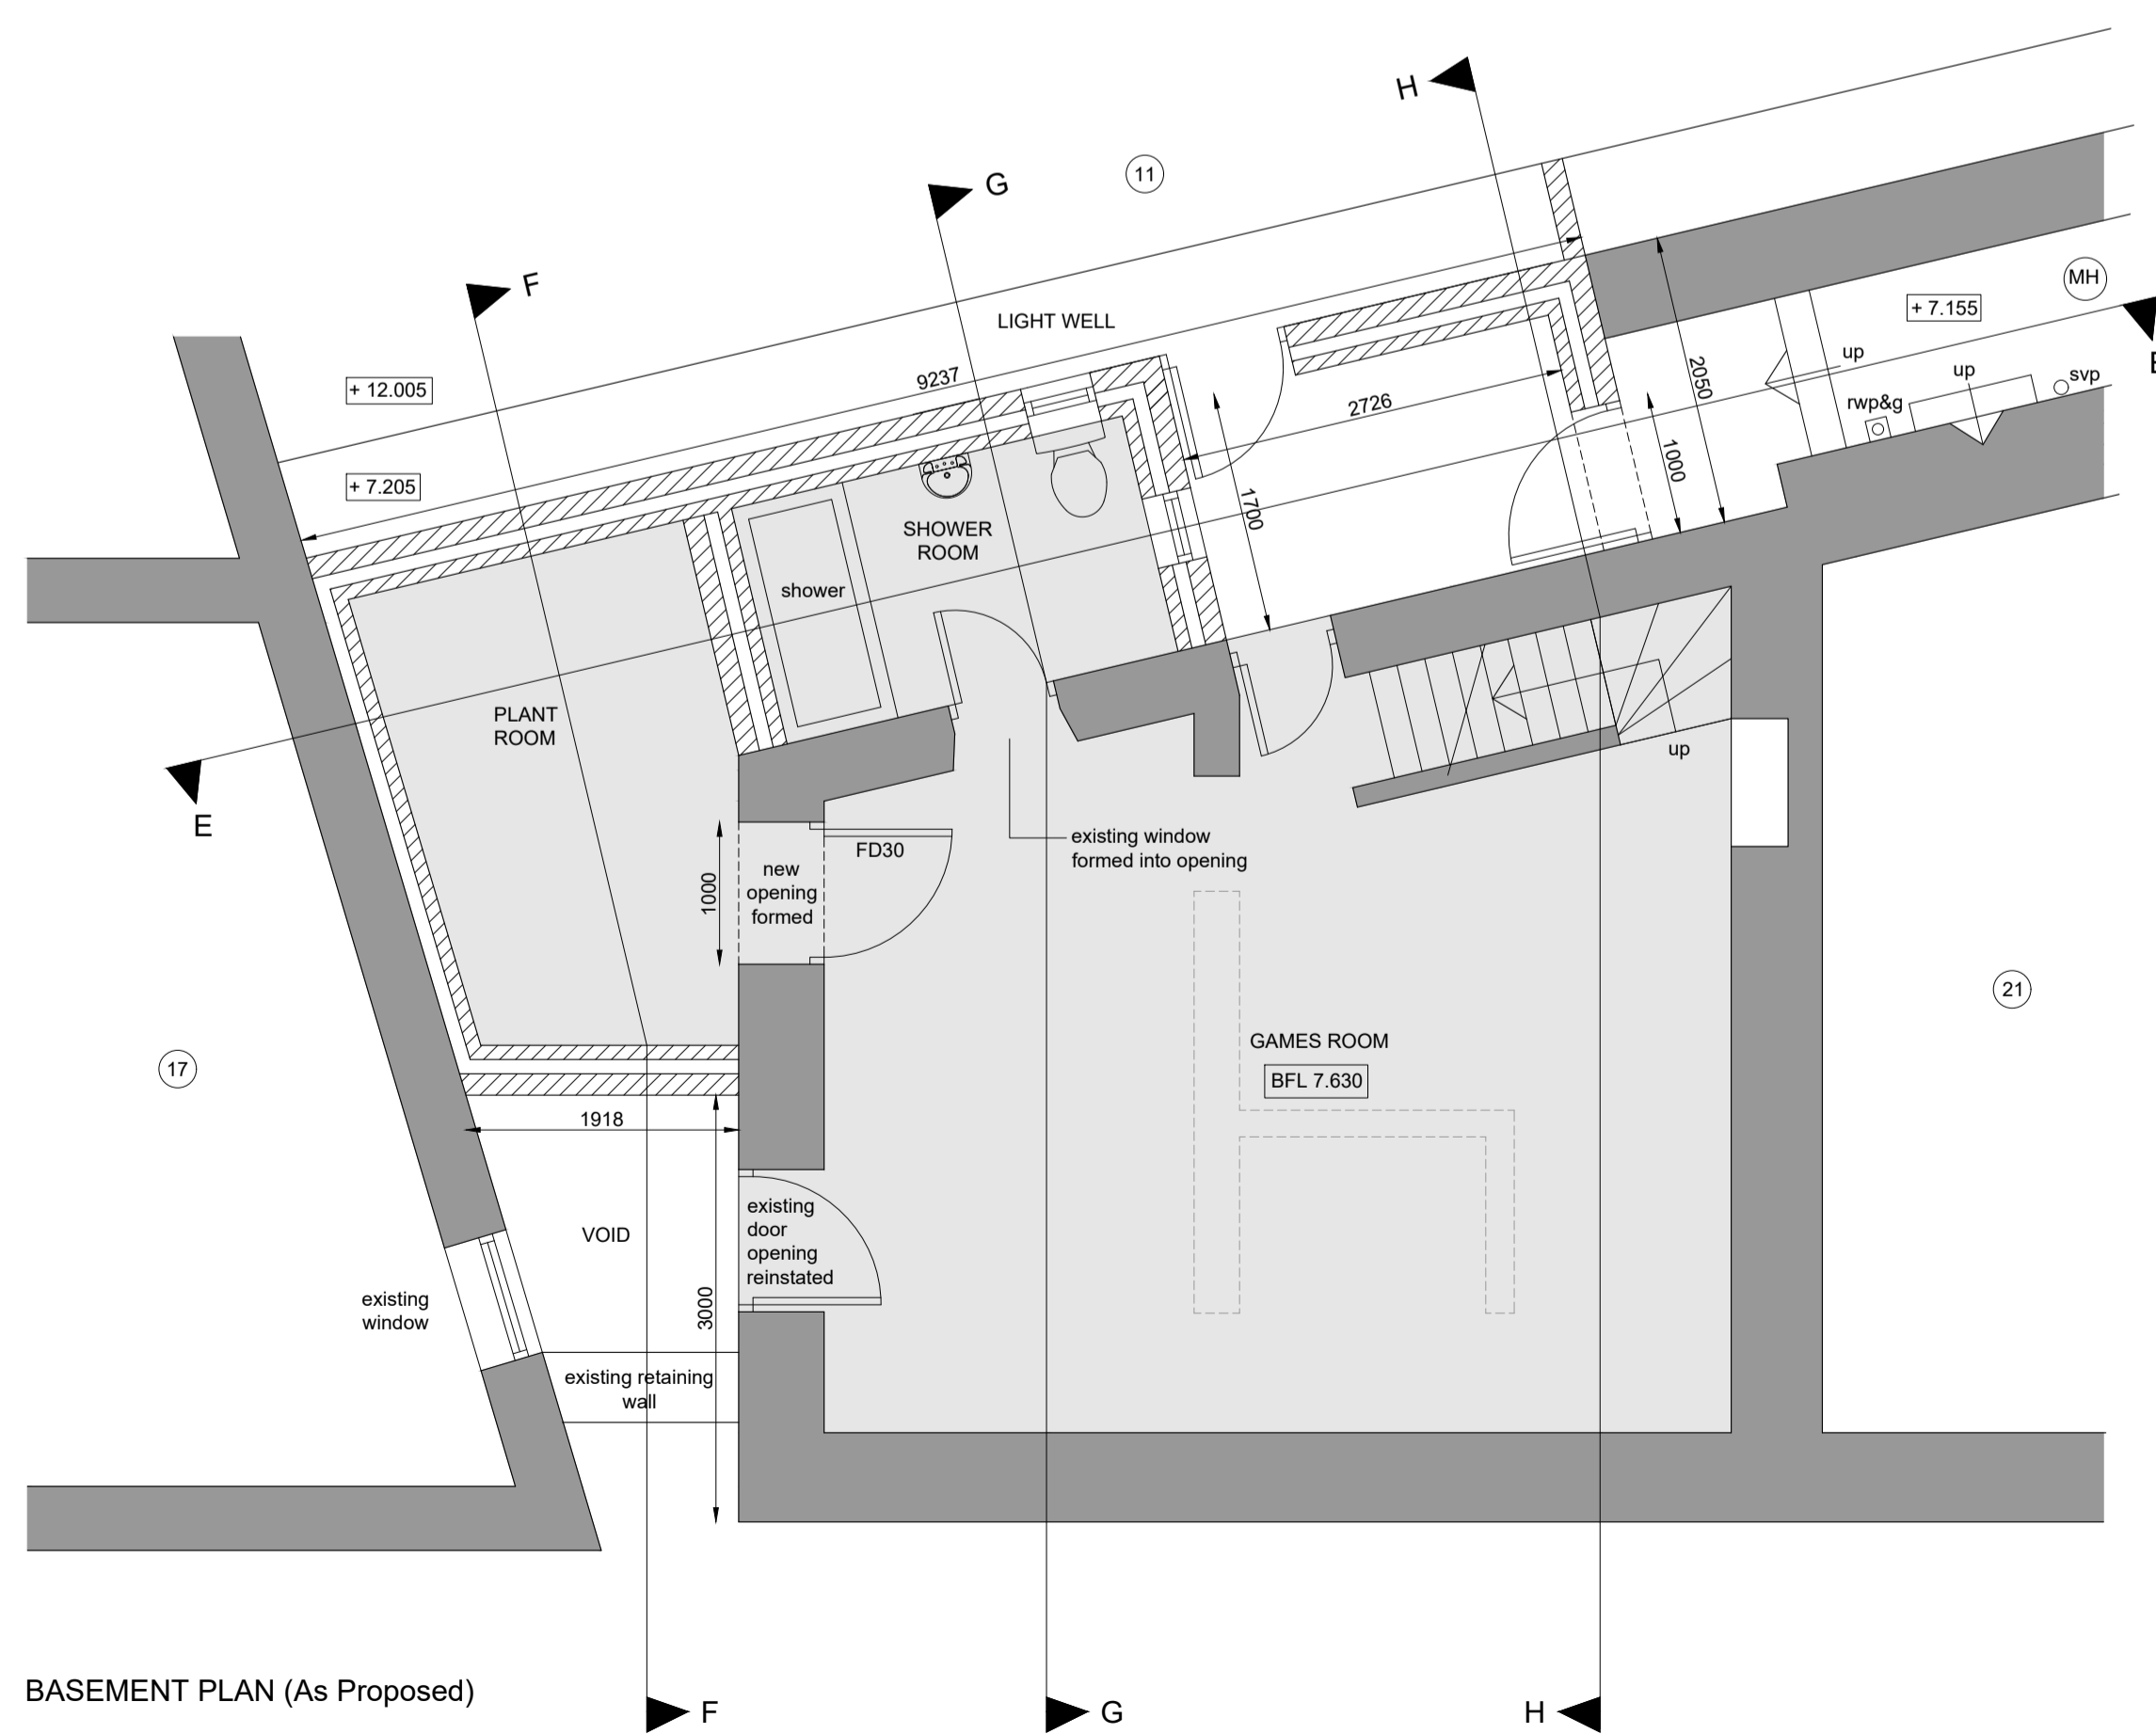 H
11
G
F
MH
+ 7.155
LIGHT WELL
up
2050
E
9237
up
svp
+ 12.005
2726
rwp&g
1000
+ 7.205
1700
SHOWER
ROOM
shower
PLANT
ROOM
up
E
existing window
formed into opening
FD30
new
opening
formed
1000
21
GAMES ROOM
17
BFL 7.630
1918
existing
door
opening
reinstated
VOID
existing
window
3000
existing retaining
wall
BASEMENT PLAN (As Proposed)
F
G
H